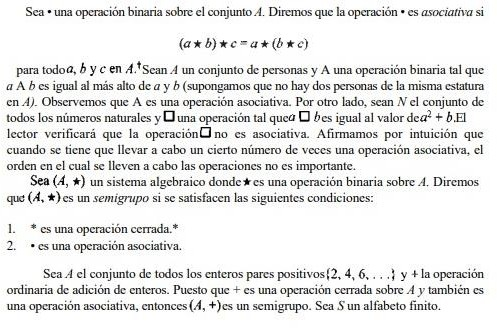 Sea • una operación binaria sobre el conjunto A. Diremos que la operación • es asociativa si
(a ★ b) ★ c = a ★ (b ★ c)
para todo a, b y c en A.† Sean A un conjunto de personas y A una operación binaria tal que
a A b es igual al más alto de a y b (supongamos que no hay dos personas de la misma estatura
en A). Observemos que A es una operación asociativa. Por otro lado, sean N el conjunto de
todos los números naturales y □ una operación tal que a □ b es igual al valor de a² + b. El
lector verificará que la operación □ no es asociativa. Afirmamos por intuición que
cuando se tiene que llevar a cabo un cierto número de veces una operación asociativa, el
orden en el cual se lleven a cabo las operaciones no es importante.
Sea (A, ★) un sistema algebraico donde ★ es una operación binaria sobre A. Diremos
que (A, ★) es un semigrupo si se satisfacen las siguientes condiciones:
1. * es una operación cerrada.*
2. • es una operación asociativa.
Sea A el conjunto de todos los enteros pares positivos {2, 4, 6, . . .} y + la operación
ordinaria de adición de enteros. Puesto que + es una operación cerrada sobre A y también es
una operación asociativa, entonces (A, +) es un semigrupo. Sea S un alfabeto finito.